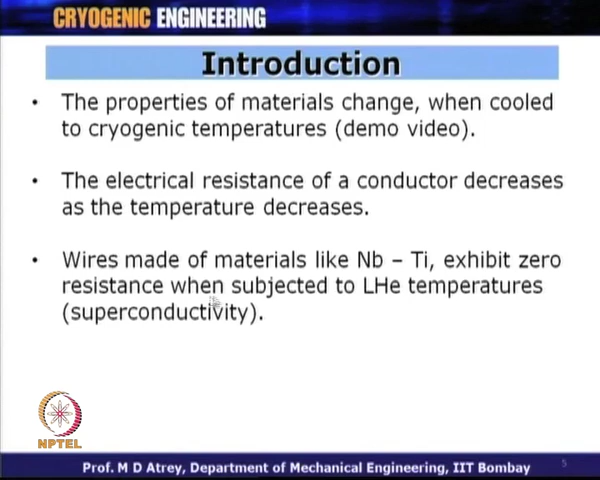 CRYOGENIC ENGINEERING
Introduction
• The properties of materials change, when cooled
to cryogenic temperatures (demo video).
• The electrical resistance of a conductor decreases
as the temperature decreases.
• Wires made of materials like Nb – Ti, exhibit zero
resistance when subjected to LHe temperatures
(superconductivity).
NPTEL
Prof. M D Atrey, Department of Mechanical Engineering, IIT Bombay
5